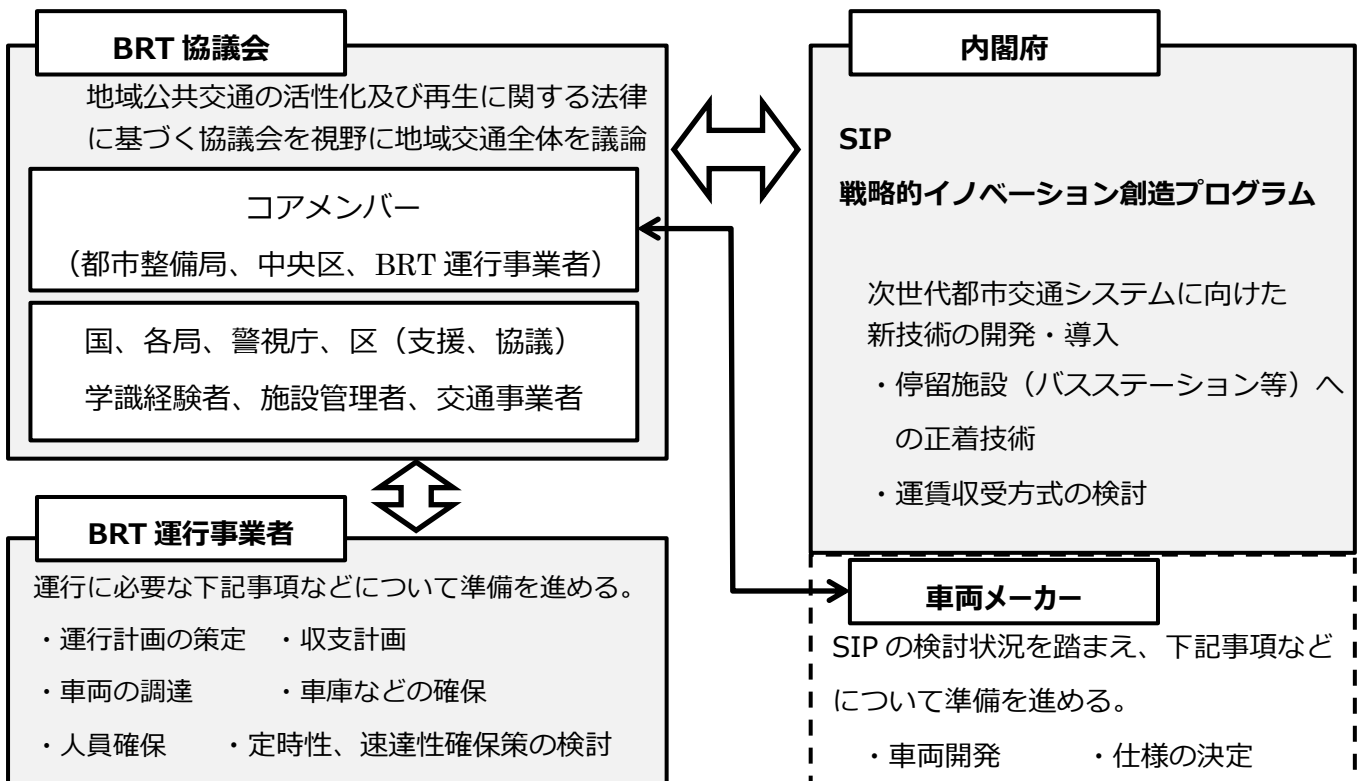 BRT 協議会
地域公共交通の活性化及び再生に関する法律
に基づく協議会を視野に地域交通全体を議論
コアメンバー
（都市整備局、中央区、BRT 運行事業者）
国、各局、警視庁、区（支援、協議）
学識経験者、施設管理者、交通事業者
BRT 運行事業者
運行に必要な下記事項などについて準備を進める。
・運行計画の策定　・収支計画
・車両の調達　　　・車庫などの確保
・人員確保　　・定時性、速達性確保策の検討
内閣府
SIP
戦略的イノベーション創造プログラム
次世代都市交通システムに向けた
新技術の開発・導入
・停留施設（バスステーション等）へ
の正着技術
・運賃収受方式の検討
車両メーカー
SIP の検討状況を踏まえ、下記事項など
について準備を進める。
・車両開発　　　・仕様の決定